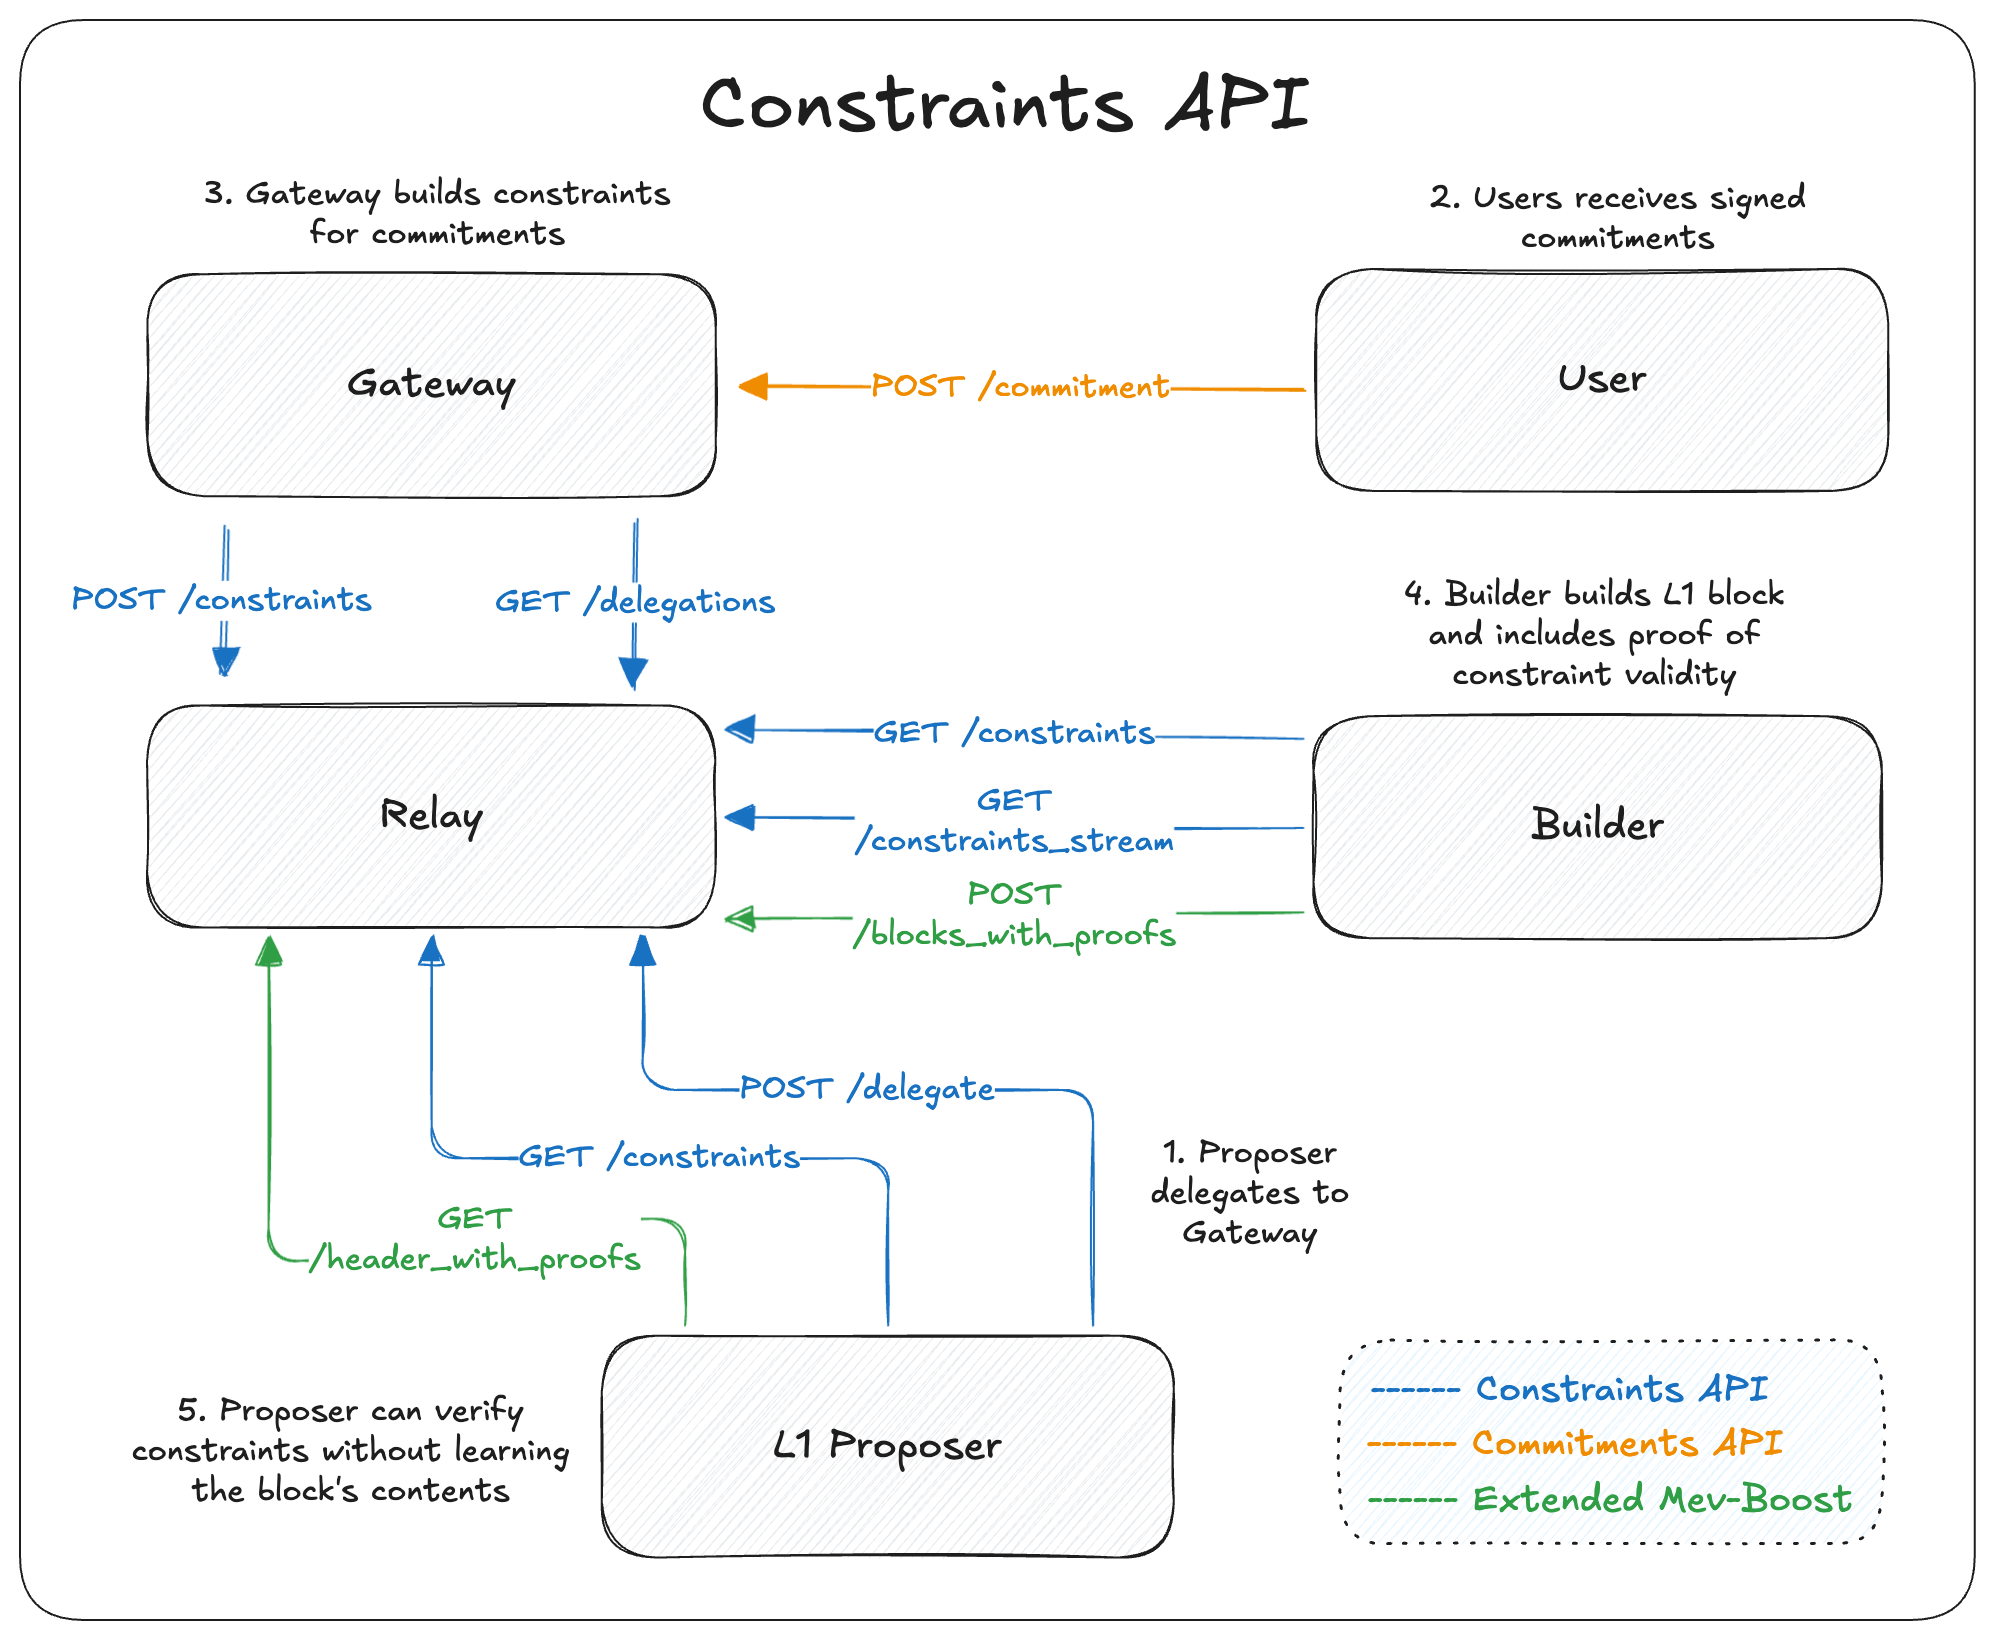 Constraints API
3. Gateway builds constraints
for commitments
2. Users receives signed
commitments
Gateway
POST /commitment
User
POST /constraints
GET /delegations
4. Builder builds L1 block
and includes proof of
constraint validity
Relay
GET /constraints
GET
/constraints_stream
POST
/blocks_with_proofs
Builder
POST /delegate
GET /constraints
GET
/header_with_proofs
1. Proposer
delegates to
Gateway
5. Proposer can verify
constraints without learning
the block's contents
L1 Proposer
Constraints API
Commitments API
Extended Mev-Boost